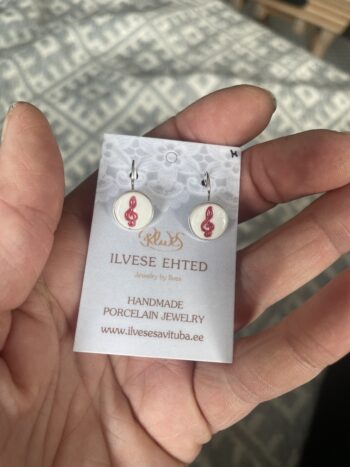 H
ILVESE EHTED
Jewelry by Ilves
HANDMADE
PORCELAIN JEWELRY
www.ilvesesavituba.ee